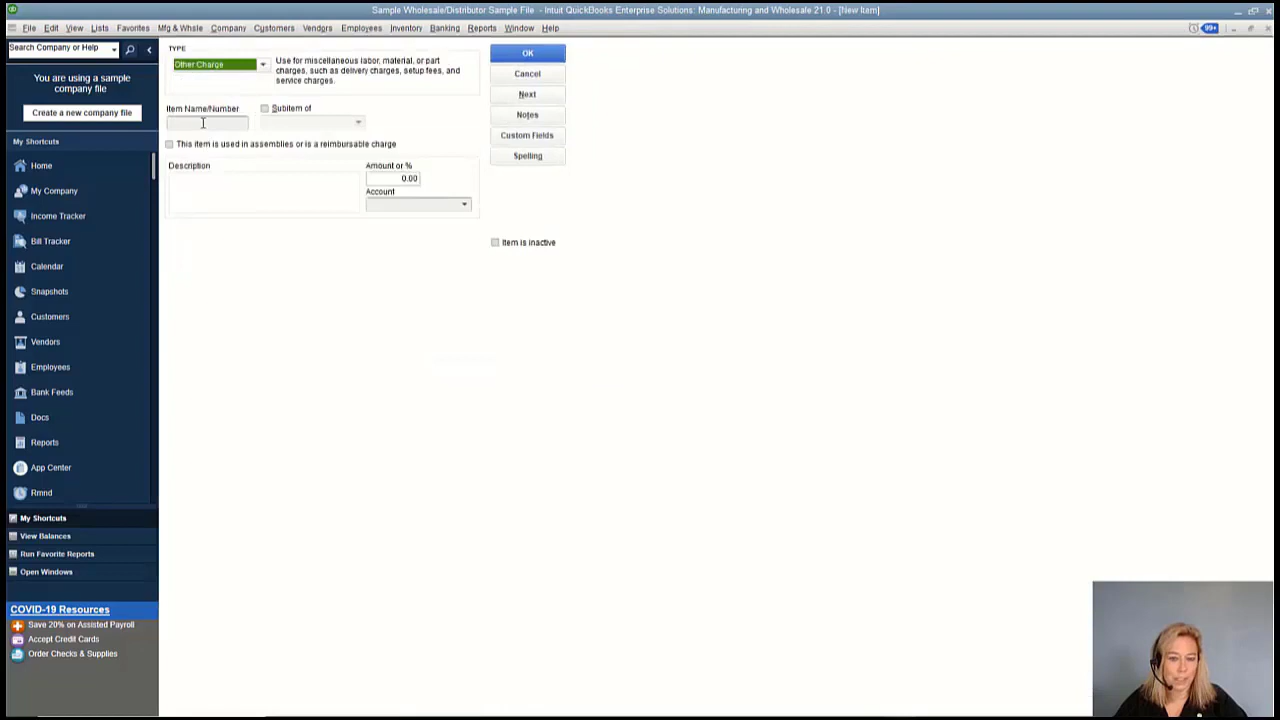 Sample Wholesale/Distributor Sample File - Intuit QuickBooks Enterprise Solutions: Manufacturing and Wholesale 21.0 - [New Item]
File Edit View Lists Favorites Mfg & Whsle Company Customers Vendors Employees Inventory Banking Reports Window Help
99+
Search Company or Help
You are using a sample
company file
Create a new company file
My Shortcuts
Home
My Company
Income Tracker
Bill Tracker
Calendar
Snapshots
Customers
Vendors
Employees
Bank Feeds
Docs
Reports
App Center
Rmnd
My Shortcuts
View Balances
Run Favorite Reports
Open Windows
COVID-19 Resources
Save 20% on Assisted Payroll
Accept Credit Cards
Order Checks & Supplies
TYPE
Other Charge
Use for miscellaneous labor, material, or part
charges, such as delivery charges, setup fees, and
service charges.
Item Name/Number
Subitem of
This item is used in assemblies or is a reimbursable charge
Description
Amount or %
0.00
Account
OK
Cancel
Next
Notes
Custom Fields
Spelling
Item is inactive